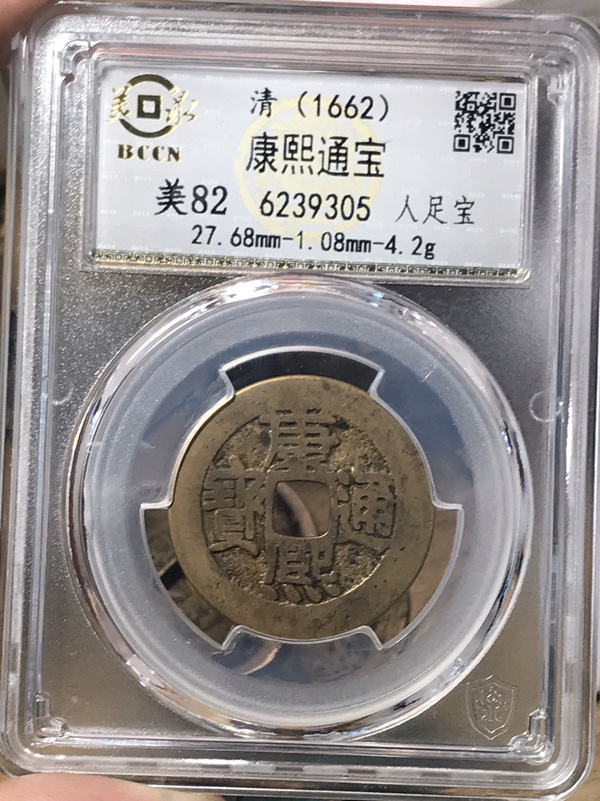 美泉
BCCN
清（1662）
康熙通宝
美82 6239305 人足宝
27.68mm-1.08mm-4.2g
康熙通寶